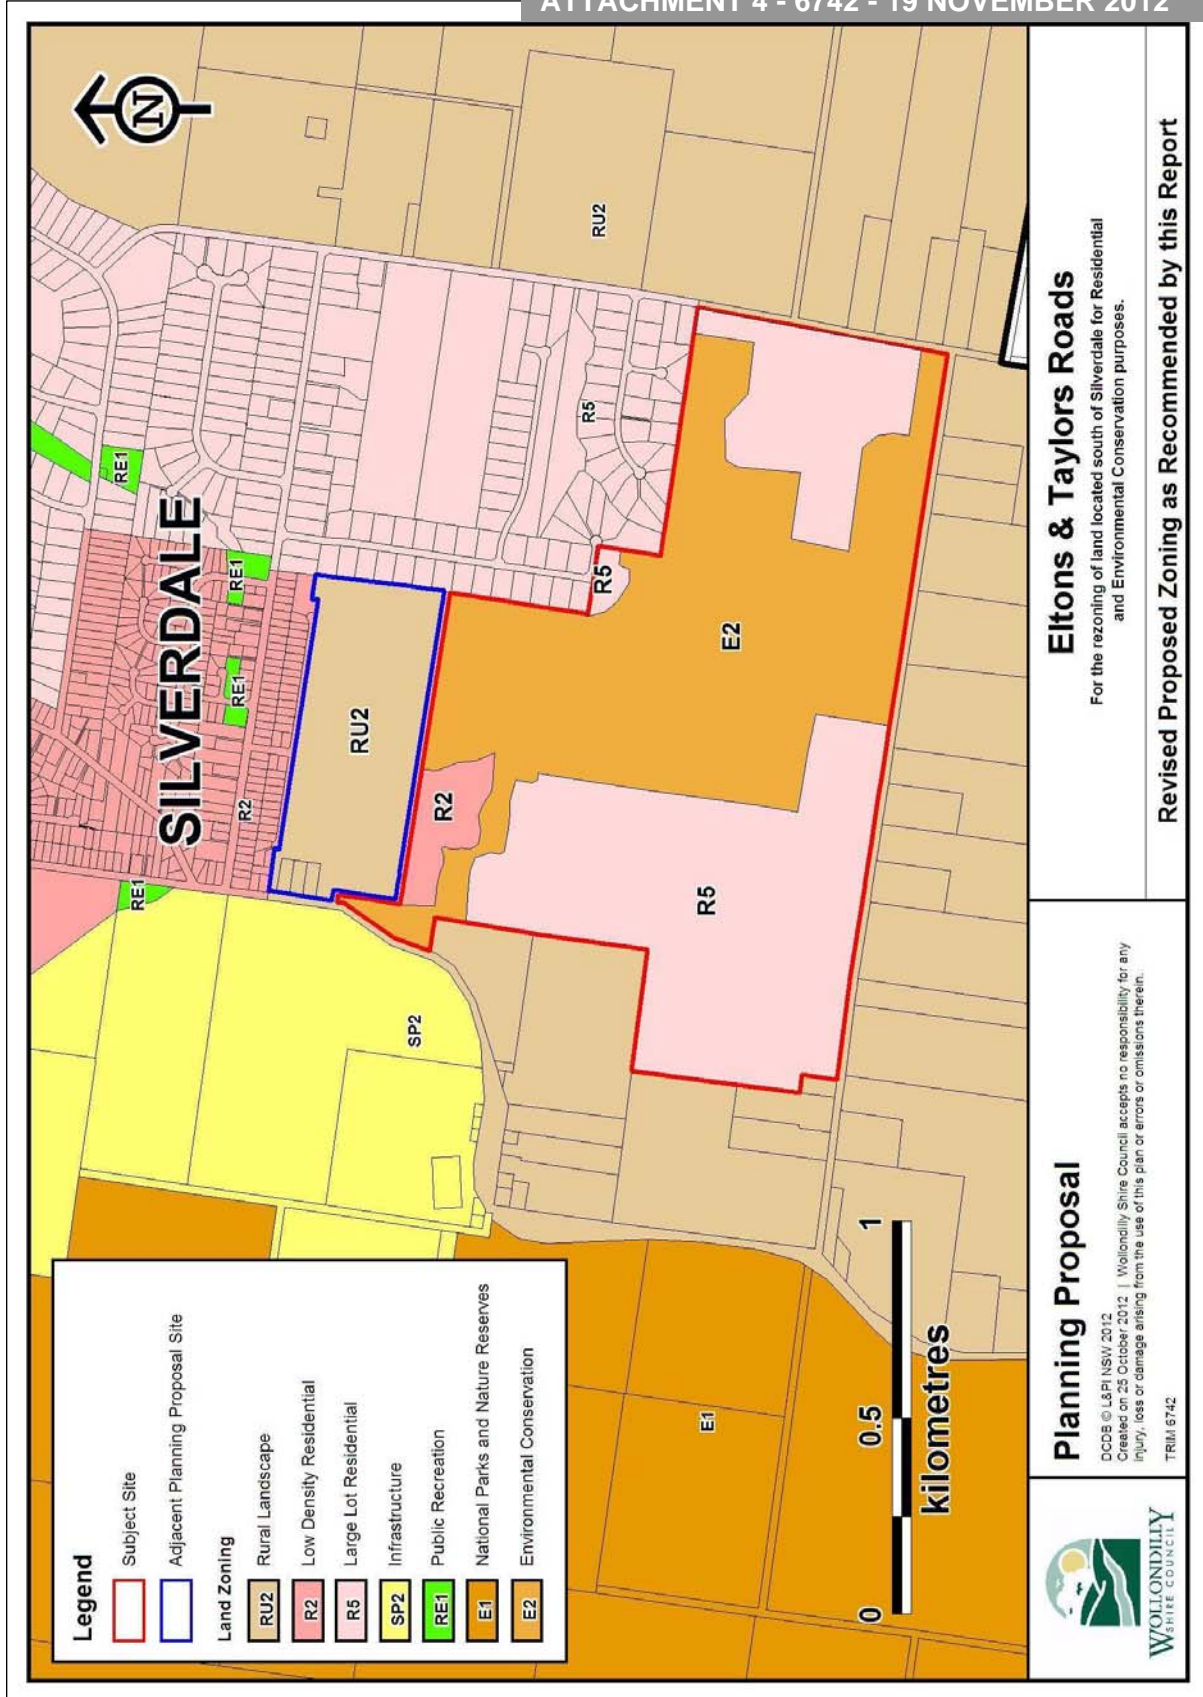 ATTACHMENT 4 - 6742 - 19 NOVEMBER 2012
N
SILVERDALE
RE1
RE1
RE1
RE1
R2
RU2
R2
R5
R5
R5
RU2
E2
SP2
E1
Legend
Subject Site
Adjacent Planning Proposal Site
Land Zoning
RU2 Rural Landscape
R2 Low Density Residential
R5 Large Lot Residential
SP2 Infrastructure
RE1 Public Recreation
E1 National Parks and Nature Reserves
E2 Environmental Conservation
0 0.5 1
kilometres
WOLLONDILLY
SHIRE COUNCIL
Planning Proposal
DCDB © L&PI NSW 2012
Created on 25 October 2012 | Wollondilly Shire Council accepts no responsibility for any
injury, loss or damage arising from the use of this plan or errors or omissions therein.
TRIM 6742
Eltons & Taylors Roads
For the rezoning of land located south of Silverdale for Residential
and Environmental Conservation purposes.
Revised Proposed Zoning as Recommended by this Report